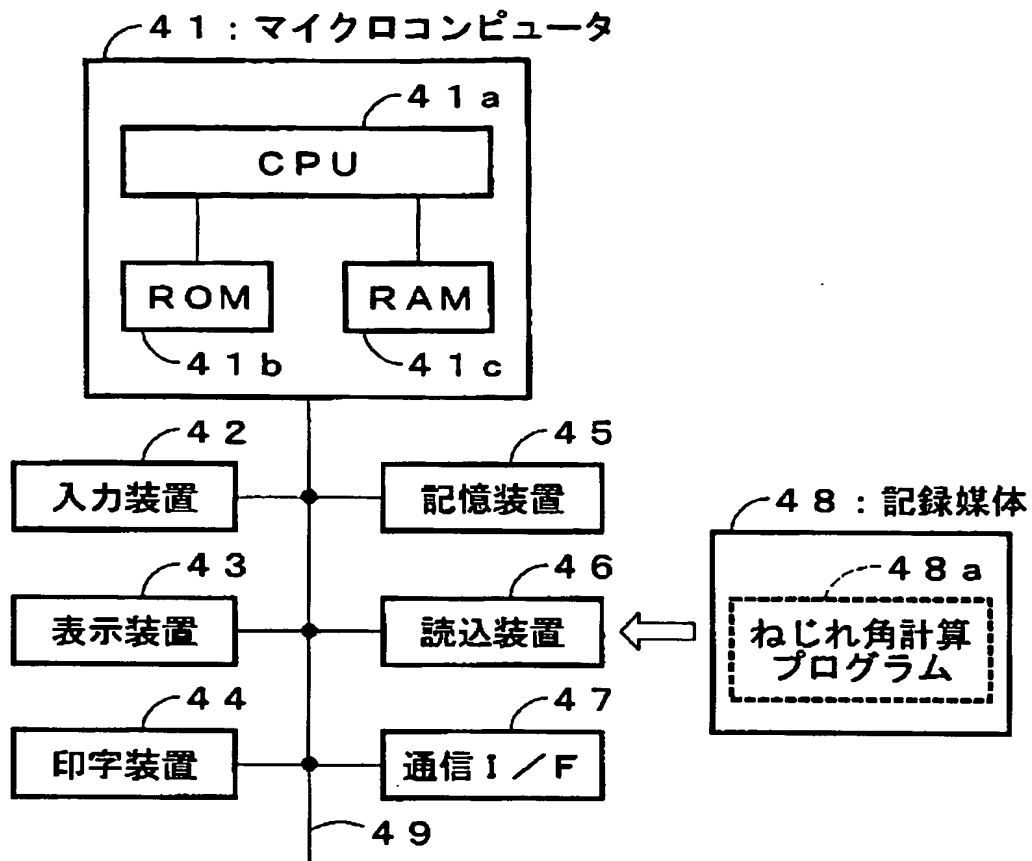 41：マイクロコンピュータ
41a
CPU
ROM
RAM
41b
41c
42
45
入力装置
記憶装置
48：記録媒体
43
46
48a
表示装置
読込装置
ねじれ角計算
プログラム
44
47
印字装置
通信I／F
49